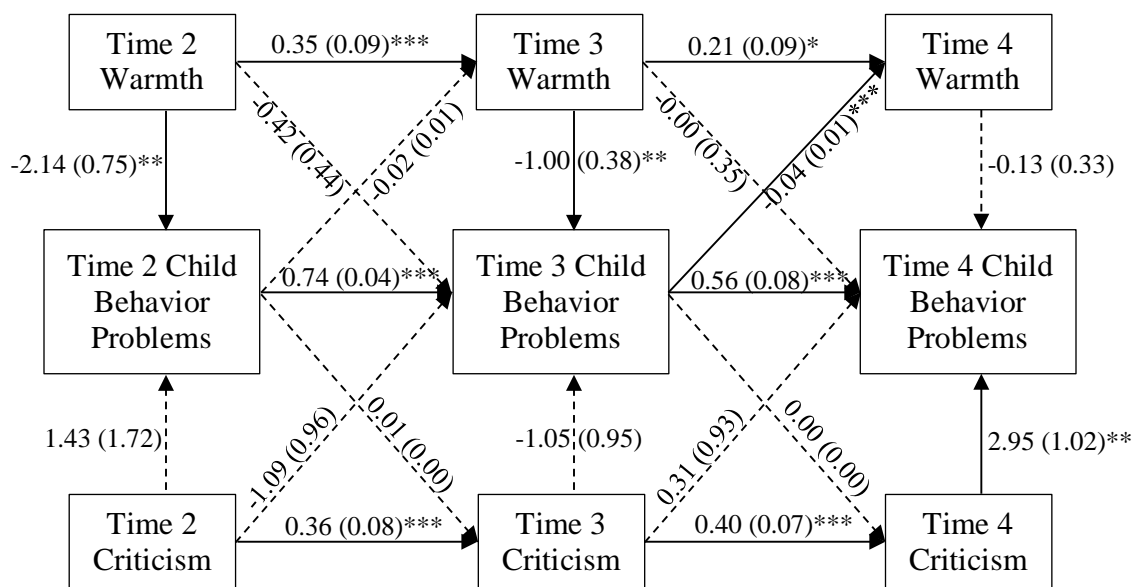 Time 2
Warmth
0.35 (0.09)***
Time 3
Warmth
0.21 (0.09)*
Time 4
Warmth
-2.14 (0.75)**
-0.42 (0.44)
-0.02 (0.01)
-1.00 (0.38)**
-0.00 (0.35)
-0.04 (0.01)***
-0.13 (0.33)
Time 2 Child
Behavior
Problems
0.74 (0.04)***
Time 3 Child
Behavior
Problems
0.56 (0.08)***
Time 4 Child
Behavior
Problems
1.43 (1.72)
-1.09 (0.96)
0.01 (0.00)
-1.05 (0.95)
0.31 (0.93)
0.00 (0.00)
2.95 (1.02)**
Time 2
Criticism
0.36 (0.08)***
Time 3
Criticism
0.40 (0.07)***
Time 4
Criticism